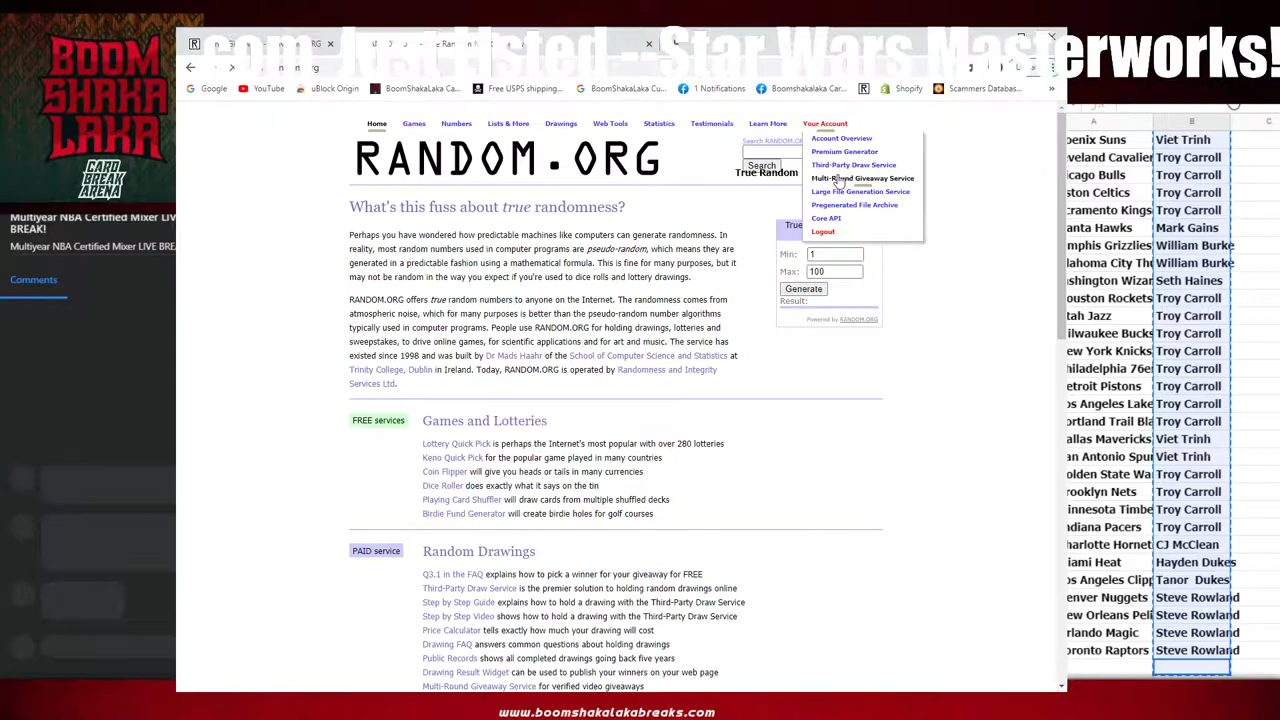 .com Just listed - Star Wars Masterworks!
BOOM
SHAKA
LAKA
CARD
BREAK
ARENA
Multiyear NBA Certified Mixer LIVE
BREAK!
Multiyear NBA Certified Mixer LIVE BREA
Comments
Google
YouTube
uBlock Origin
BoomShakaLaka Ca...
Free USPS shipping...
BoomShakaLaka Cu...
1 Notifications
Boomshakalaka Car...
Shopify
Scammers Databas...
»
Home
Games
Numbers
Lists & More
Drawings
Web Tools
Statistics
Testimonials
Learn More
Your Account
Account Overview
Premium Generator
Third-Party Draw Service
Multi-Round Giveaway Service
Large File Generation Service
Pregenerated File Archive
Core API
Logout
RANDOM.ORG
Search RANDOM.OR
Search
True Random
What's this fuss about true randomness?
Perhaps you have wondered how predictable machines like computers can generate randomness. In
reality, most random numbers used in computer programs are pseudo-random, which means they are
generated in a predictable fashion using a mathematical formula. This is fine for many purposes, but it
may not be random in the way you expect if you're used to dice rolls and lottery drawings.
RANDOM.ORG offers true random numbers to anyone on the Internet. The randomness comes from
atmospheric noise, which for many purposes is better than the pseudo-random number algorithms
typically used in computer programs. People use RANDOM.ORG for holding drawings, lotteries and
sweepstakes, to drive online games, for scientific applications and for art and music. The service has
existed since 1998 and was built by Dr Mads Haahr of the School of Computer Science and Statistics at
Trinity College, Dublin in Ireland. Today, RANDOM.ORG is operated by Randomness and Integrity
Services Ltd.
Min: 1
Max: 100
Generate
Result:
Powered by RANDOM.ORG
FREE services
Games and Lotteries
Lottery Quick Pick is perhaps the Internet's most popular with over 280 lotteries
Keno Quick Pick for the popular game played in many countries
Coin Flipper will give you heads or tails in many currencies
Dice Roller does exactly what it says on the tin
Playing Card Shuffler will draw cards from multiple shuffled decks
Birdie Fund Generator will create birdie holes for golf courses
PAID service
Random Drawings
Q3.1 in the FAQ explains how to pick a winner for your giveaway for FREE
Third-Party Draw Service is the premier solution to holding random drawings online
Step by Step Guide explains how to hold a drawing with the Third-Party Draw Service
Step by Step Video shows how to hold a drawing with the Third-Party Draw Service
Price Calculator tells exactly how much your drawing will cost
Drawing FAQ answers common questions about holding drawings
Public Records shows all completed drawings going back five years
Drawing Result Widget can be used to publish your winners on your web page
Multi-Round Giveaway Service for verified video giveaways
A B C
oenix Suns Viet Trinh
eveland Cavalier Troy Carroll
icago Bulls Troy Carroll
ston Celtics Troy Carroll
cramento Kings Troy Carroll
anta Hawks Mark Gains
mphis Grizzlies William Burke
lahoma City Thu William Burke
ashington Wizar Seth Haines
ouston Rockets Troy Carroll
tah Jazz Troy Carroll
ilwaukee Bucks Troy Carroll
ew York Knicks Troy Carroll
hiladelphia 76e Troy Carroll
etroit Pistons Troy Carroll
os Angeles Lake Troy Carroll
ortland Trail Bla Troy Carroll
allas Mavericks Viet Trinh
an Antonio Spur Viet Trinh
olden State War Troy Carroll
rooklyn Nets Troy Carroll
innesota Timbe Troy Carroll
ndiana Pacers Troy Carroll
harlotte Hornet CJ McClean
iami Heat Hayden Dukes
os Angeles Clipp Tanor Dukes
enver Nuggets Steve Rowland
ew Orleans Peli Steve Rowland
rlando Magic Steve Rowland
oronto Raptors Steve Rowland
www.boomshakalakabreaks.com